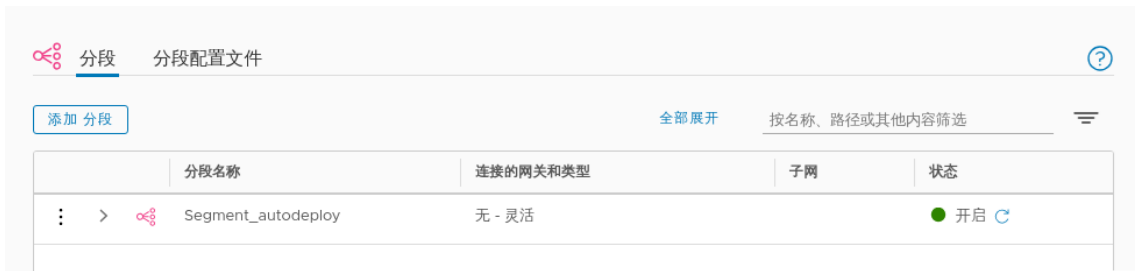 分段 分段配置文件
添加 分段 全部展开 按名称、路径或其他内容筛选
分段名称 连接的网关和类型 子网 状态
Segment_autodeploy 无 - 灵活 开启